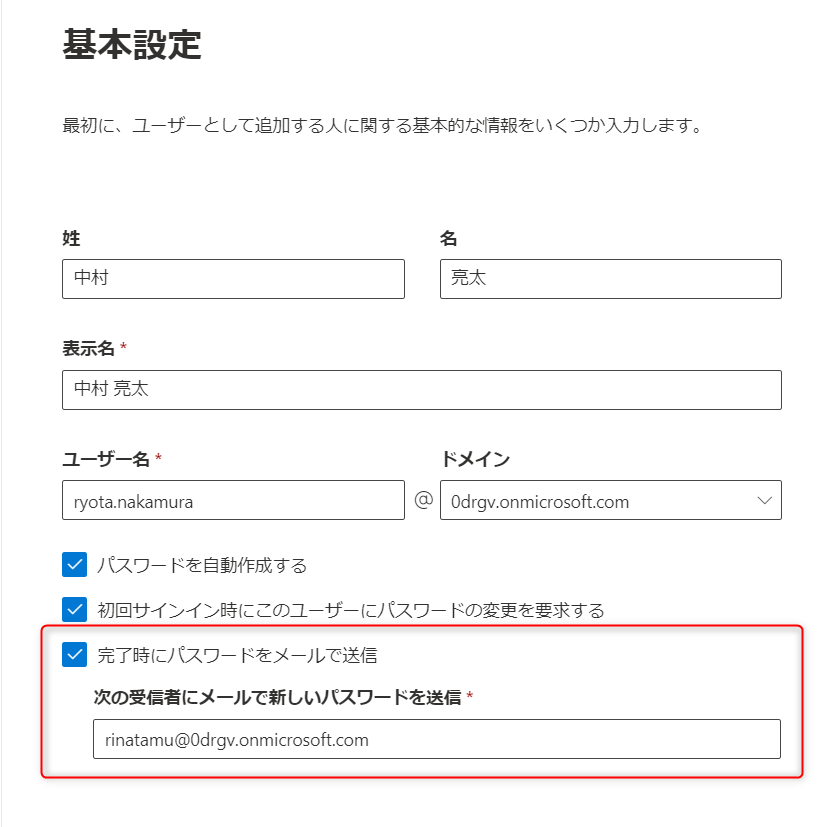 基本設定
最初に、ユーザーとして追加する人に関する基本的な情報をいくつか入力します。
姓 名
中村 亮太
表示名 *
中村 亮太
ユーザー名 * ドメイン
ryota.nakamura @ 0drgv.onmicrosoft.com
パスワードを自動作成する
初回サインイン時にこのユーザーにパスワードの変更を要求する
完了時にパスワードをメールで送信
次の受信者にメールで新しいパスワードを送信 *
rinatamu@0drgv.onmicrosoft.com